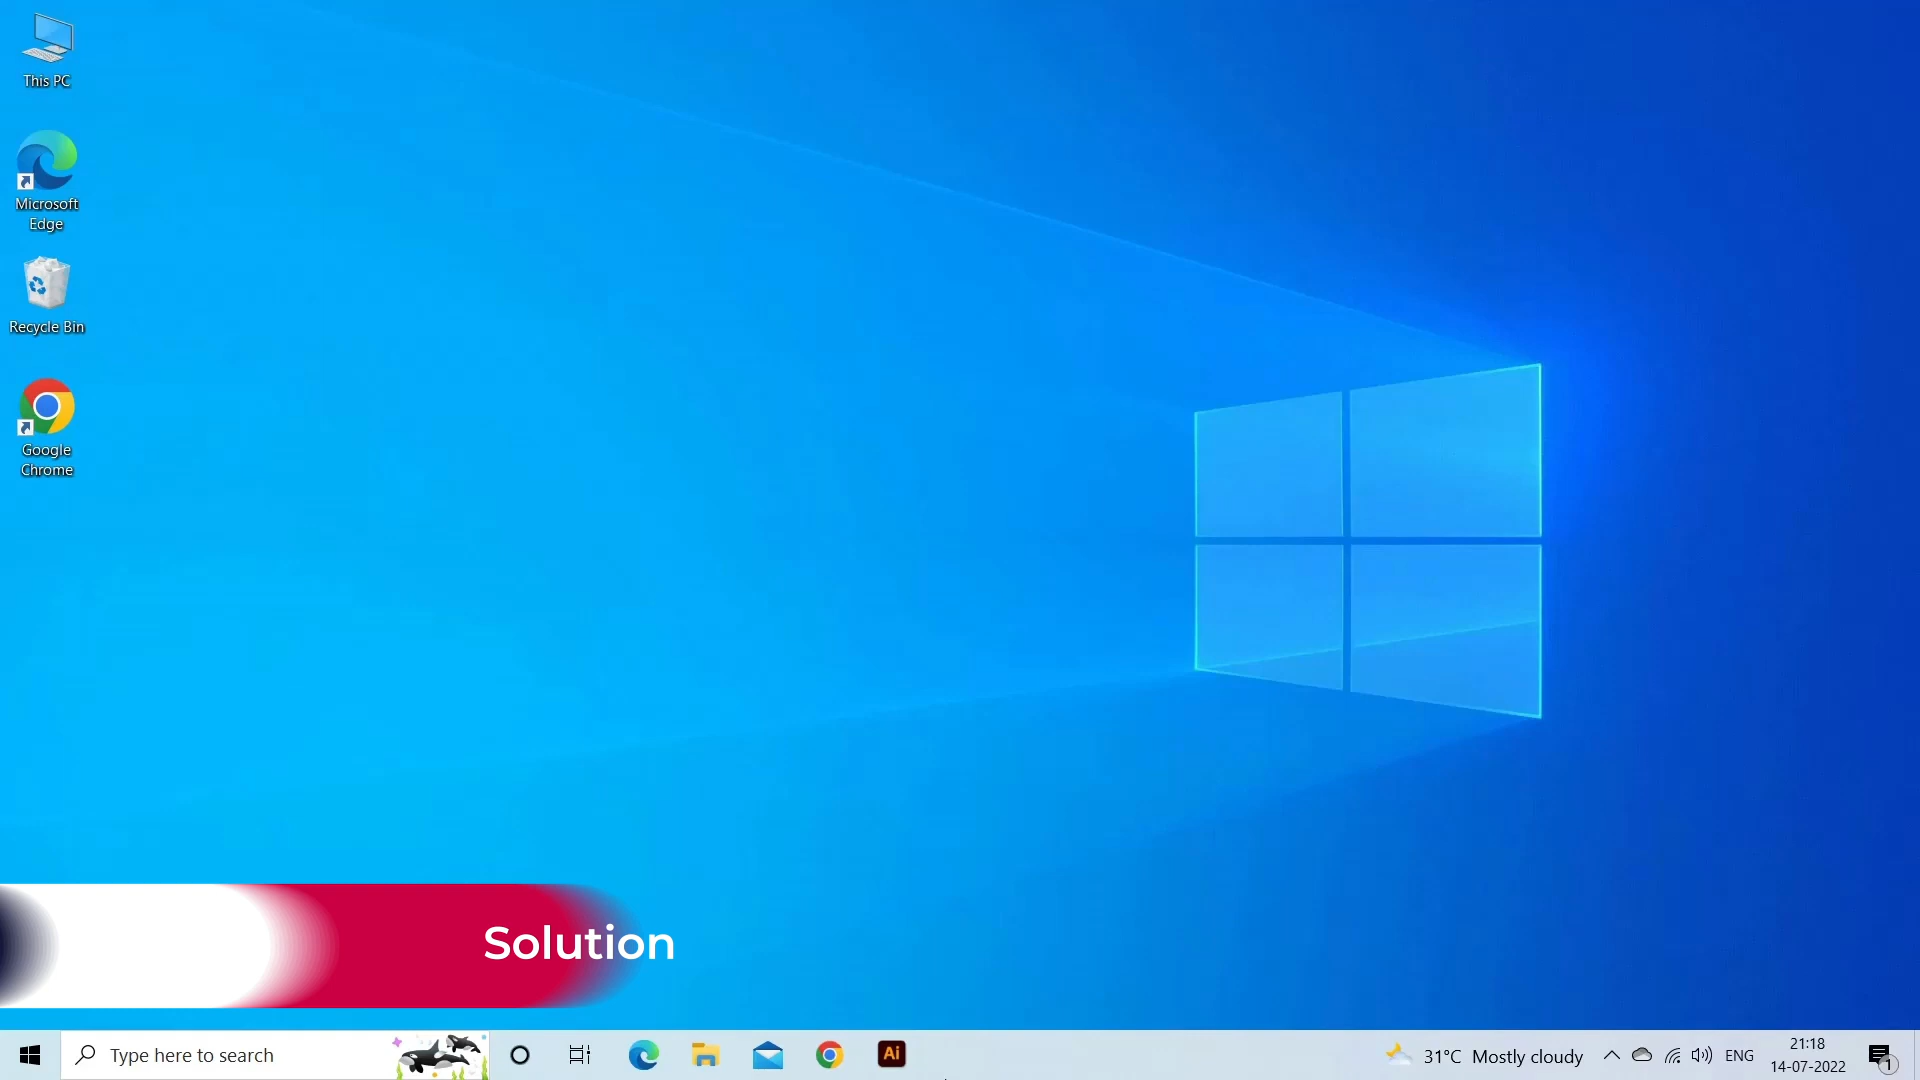 This PC
Microsoft
Edge
Recycle Bin
Google
Chrome
Solution
Type here to search
Ai
31°C Mostly cloudy
ENG
21:18
14-07-2022
1